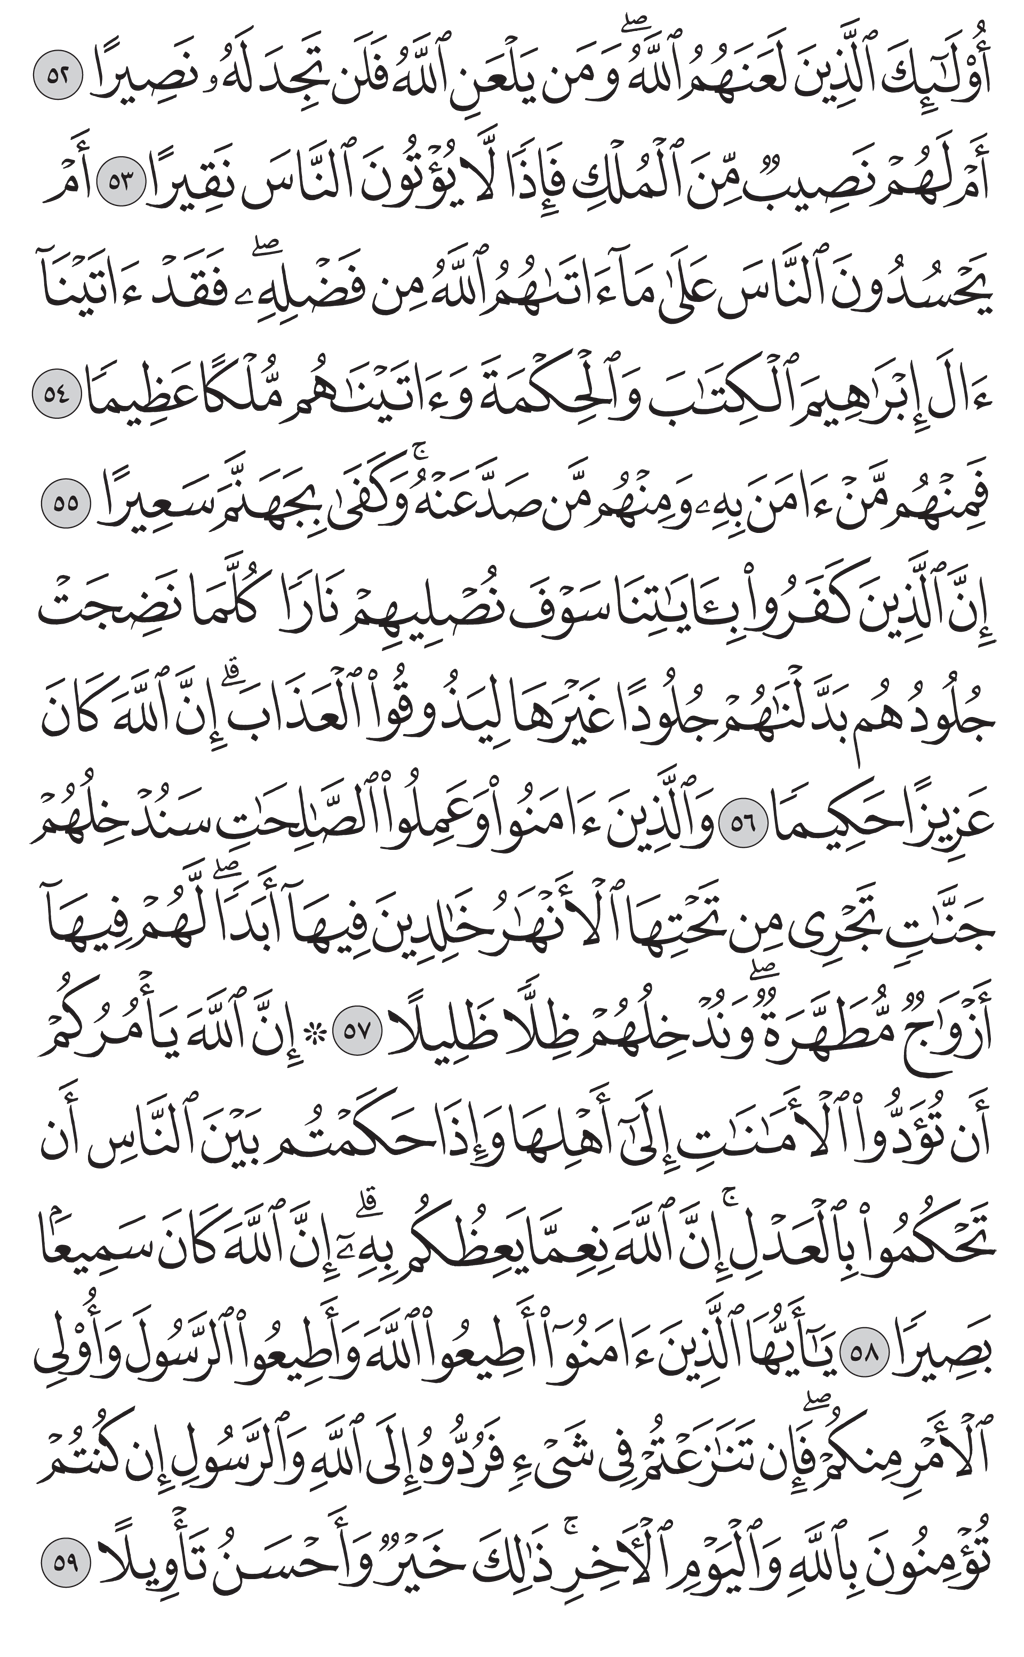 أُوْلَٰٓئِكَ ٱلَّذِينَ لَعَنَهُمُ ٱللَّهُۖ وَمَن يَلْعَنِ ٱللَّهُ فَلَن تَجِدَ لَهُۥ نَصِيرًا ٥٢
أَمْ لَهُمْ نَصِيبٌ مِّنَ ٱلْمُلْكِ فَإِذًا لَّا يُؤْتُونَ ٱلنَّاسَ نَقِيرًا ٥٣ أَمْ
يَحْسُدُونَ ٱلنَّاسَ عَلَىٰ مَآ ءَاتَىٰهُمُ ٱللَّهُ مِن فَضْلِهِۦۖ فَقَدْ ءَاتَيْنَآ
ءَالَ إِبْرَٰهِيمَ ٱلْكِتَٰبَ وَٱلْحِكْمَةَ وَءَاتَيْنَٰهُم مُّلْكًا عَظِيمًا ٥٤
فَمِنْهُم مَّنْ ءَامَنَ بِهِۦ وَمِنْهُم مَّن صَدَّ عَنْهُۚ وَكَفَىٰ بِجَهَنَّمَ سَعِيرًا ٥٥
إِنَّ ٱلَّذِينَ كَفَرُوا۟ بِـَٔايَٰتِنَا سَوْفَ نُصْلِيهِمْ نَارًا كُلَّمَا نَضِجَتْ
جُلُودُهُم بَدَّلْنَٰهُمْ جُلُودًا غَيْرَهَا لِيَذُوقُوا۟ ٱلْعَذَابَۗ إِنَّ ٱللَّهَ كَانَ
عَزِيزًا حَكِيمًا ٥٦ وَٱلَّذِينَ ءَامَنُوا۟ وَعَمِلُوا۟ ٱلصَّٰلِحَٰتِ سَنُدْخِلُهُمْ
جَنَّٰتٍ تَجْرِى مِن تَحْتِهَا ٱلْأَنْهَٰرُ خَٰلِدِينَ فِيهَآ أَبَدًاۖ لَّهُمْ فِيهَآ
أَزْوَٰجٌ مُّطَهَّرَةٌۖ وَنُدْخِلُهُمْ ظِلًّا ظَلِيلًا ٥٧ ۞ إِنَّ ٱللَّهَ يَأْمُرُكُمْ
أَن تُؤَدُّوا۟ ٱلْأَمَٰنَٰتِ إِلَىٰٓ أَهْلِهَا وَإِذَا حَكَمْتُم بَيْنَ ٱلنَّاسِ أَن
تَحْكُمُوا۟ بِٱلْعَدْلِۚ إِنَّ ٱللَّهَ نِعِمَّا يَعِظُكُم بِهِۦٓۗ إِنَّ ٱللَّهَ كَانَ سَمِيعًۢا
بَصِيرًا ٥٨ يَٰٓأَيُّهَا ٱلَّذِينَ ءَامَنُوٓا۟ أَطِيعُوا۟ ٱللَّهَ وَأَطِيعُوا۟ ٱلرَّسُولَ وَأُوْلِى
ٱلْأَمْرِ مِنكُمْۖ فَإِن تَنَٰزَعْتُمْ فِى شَىْءٍ فَرُدُّوهُ إِلَى ٱللَّهِ وَٱلرَّسُولِ إِن كُنتُمْ
تُؤْمِنُونَ بِٱللَّهِ وَٱلْيَوْمِ ٱلْـَٔاخِرِۚ ذَٰلِكَ خَيْرٌ وَأَحْسَنُ تَأْوِيلًا ٥٩